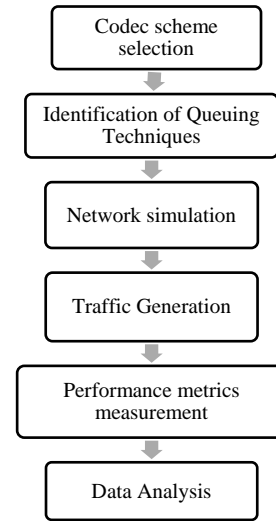 Codec scheme
selection
Identification of Queuing
Techniques
Network simulation
Traffic Generation
Performance metrics
measurement
Data Analysis